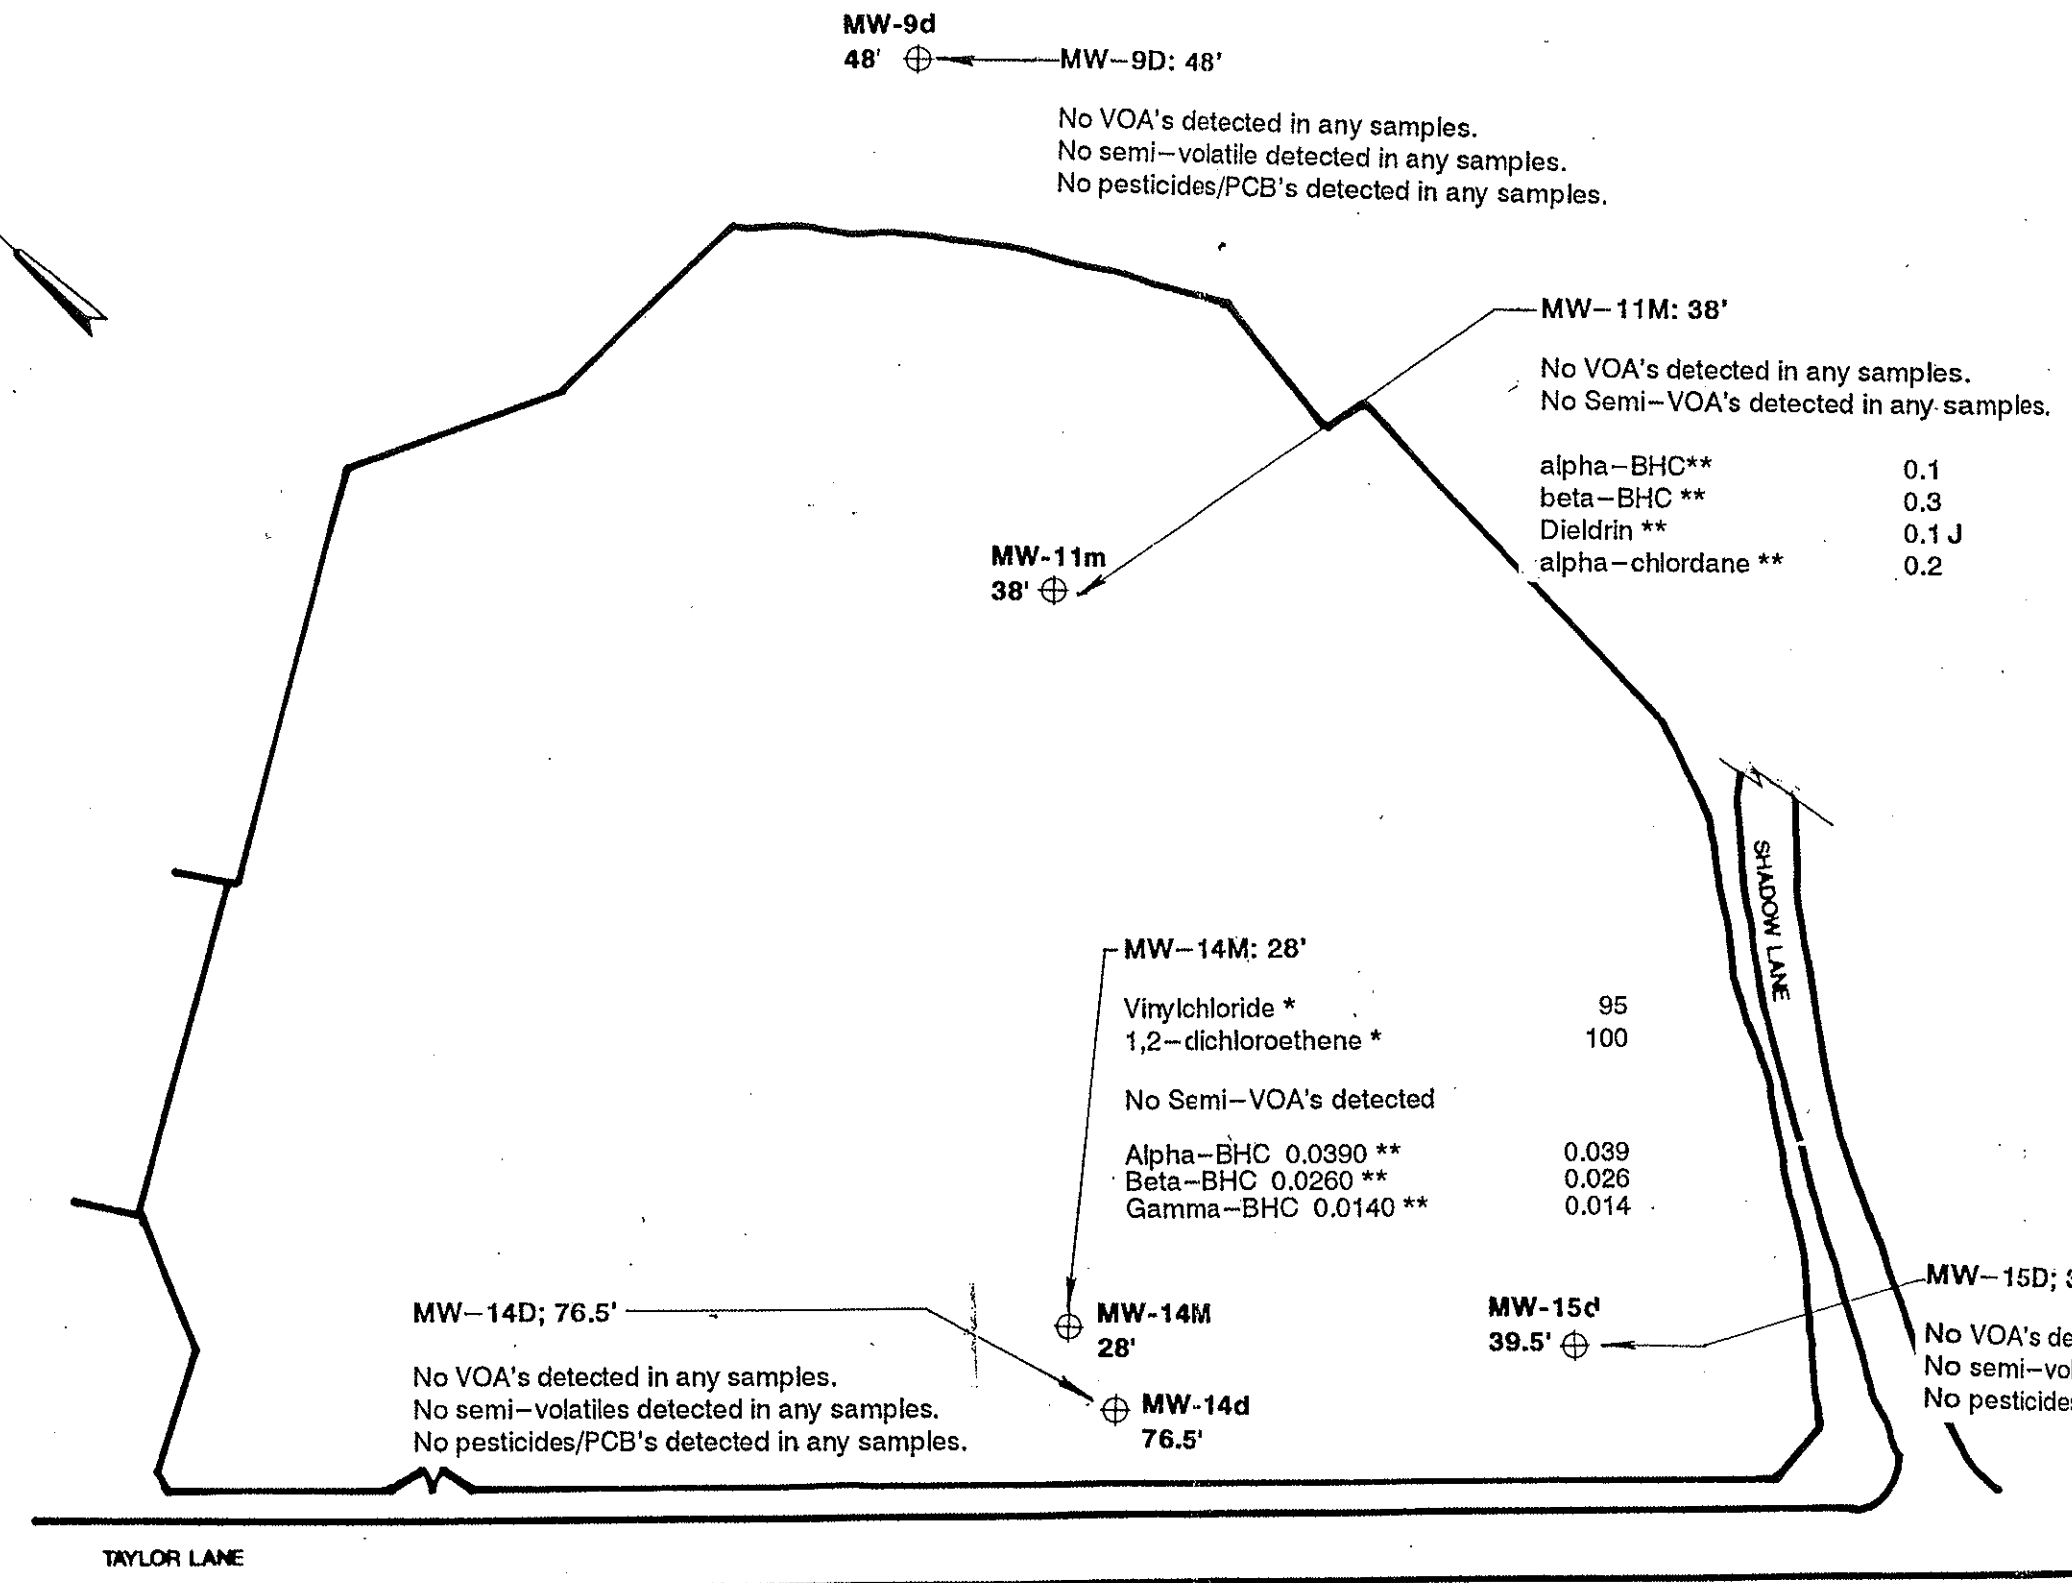 MW-9d
48'
MW-9D: 48'
No VOA's detected in any samples.
No semi-volatile detected in any samples.
No pesticides/PCB's detected in any samples.
MW-11M: 38'
No VOA's detected in any samples.
No Semi-VOA's detected in any samples.
alpha-BHC** 0.1
beta-BHC ** 0.3
Dieldrin ** 0.1 J
alpha-chlordane ** 0.2
MW-11m
38'
SHADOW LANE
MW-14M: 28'
Vinylchloride * 95
1,2-dichloroethene * 100
No Semi-VOA's detected
Alpha-BHC 0.0390 ** 0.039
Beta-BHC 0.0260 ** 0.026
Gamma-BHC 0.0140 ** 0.014
MW-14D; 76.5'
No VOA's detected in any samples.
No semi-volatiles detected in any samples.
No pesticides/PCB's detected in any samples.
MW-14M
28'
MW-14d
76.5'
MW-15d
39.5'
MW-15D;
No VOA's
No
No
TAYLOR LANE